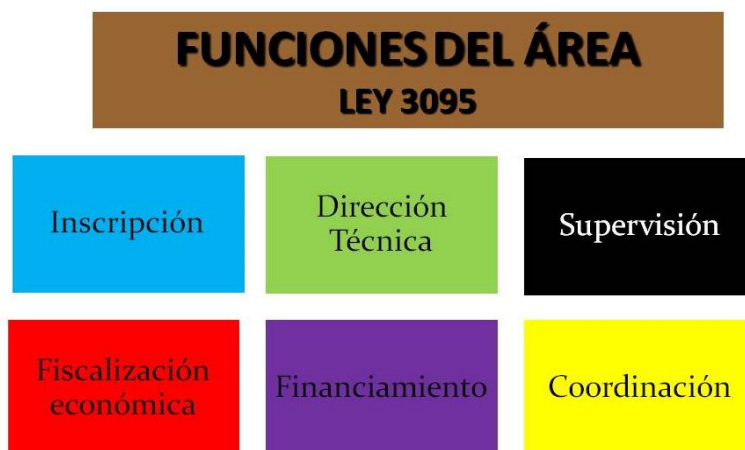 FUNCIONES DEL ÁREA
LEY 3095
Inscripción
Dirección
Técnica
Supervisión
Fiscalización
económica
Financiamiento
Coordinación